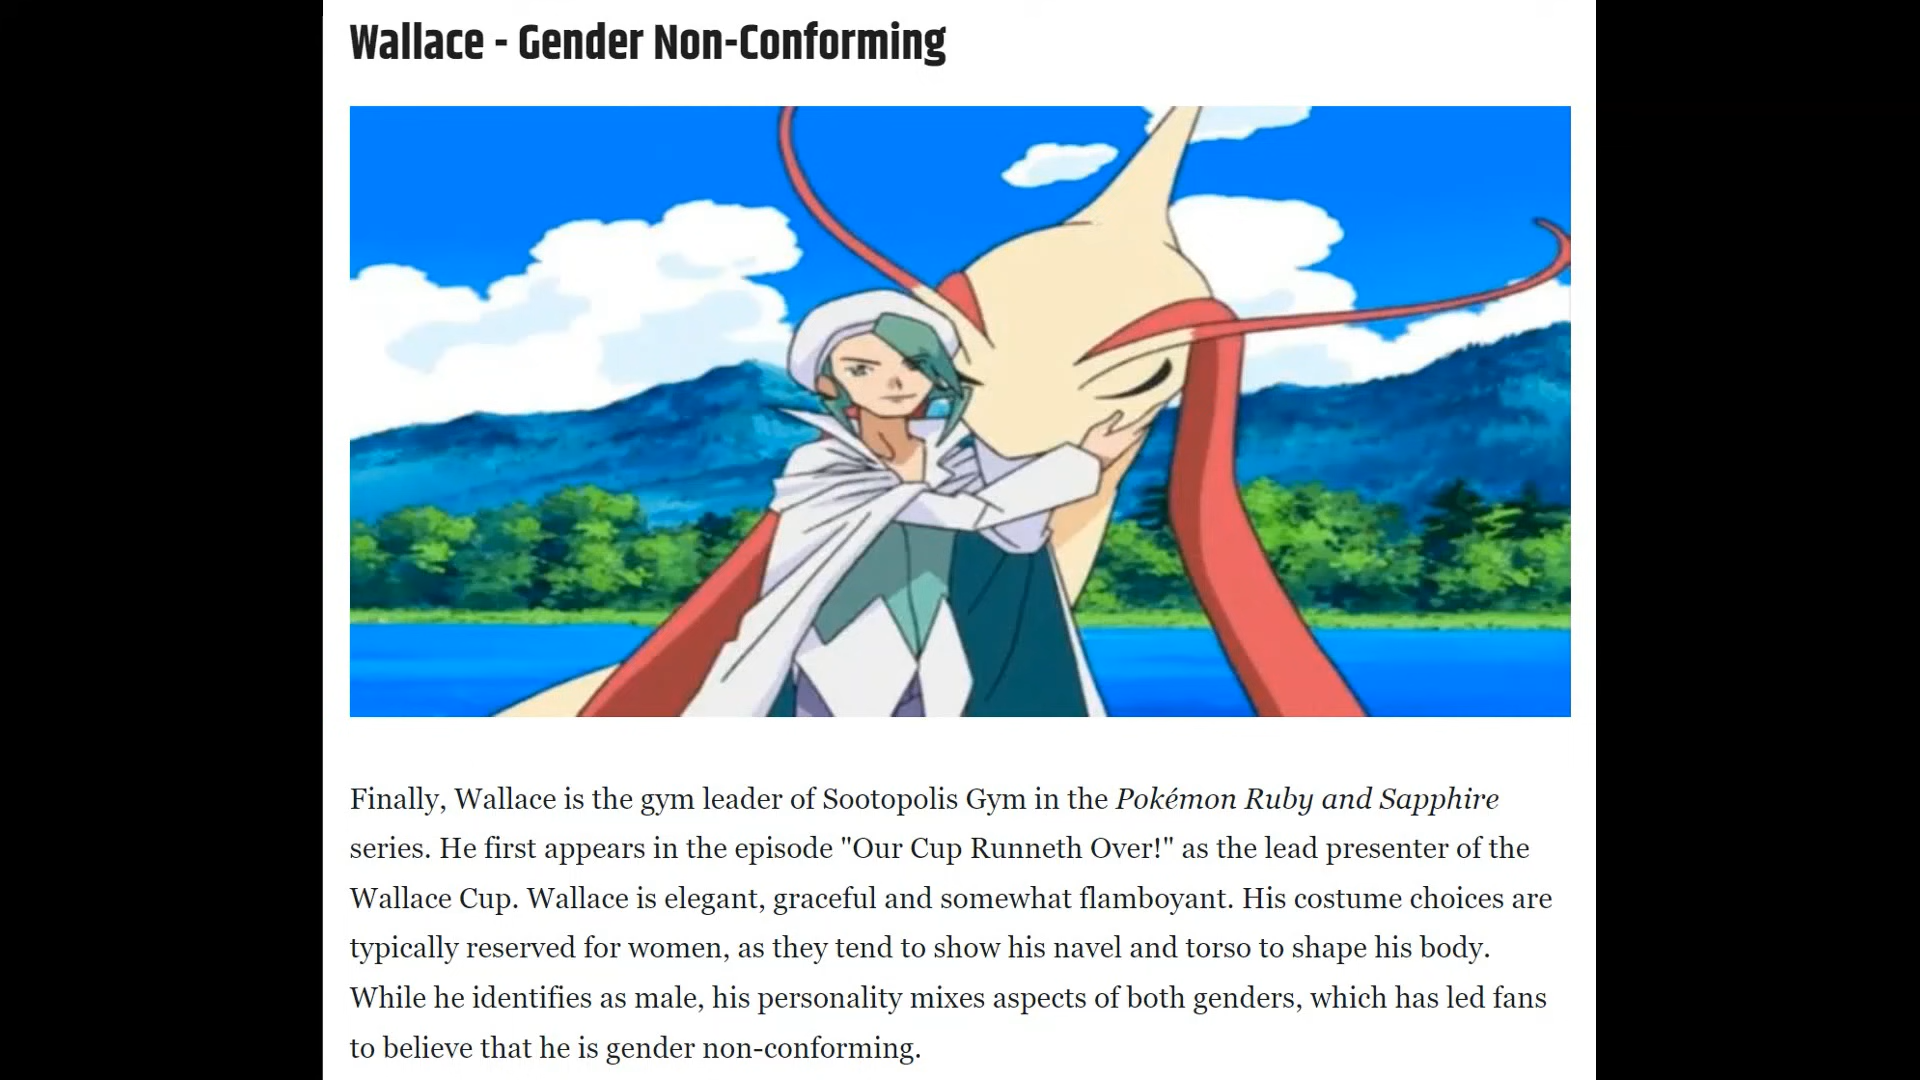 Wallace - Gender Non-Conforming
Finally, Wallace is the gym leader of Sootopolis Gym in the Pokémon Ruby and Sapphire
series. He first appears in the episode "Our Cup Runneth Over!" as the lead presenter of the
Wallace Cup. Wallace is elegant, graceful and somewhat flamboyant. His costume choices are
typically reserved for women, as they tend to show his navel and torso to shape his body.
While he identifies as male, his personality mixes aspects of both genders, which has led fans
to believe that he is gender non-conforming.